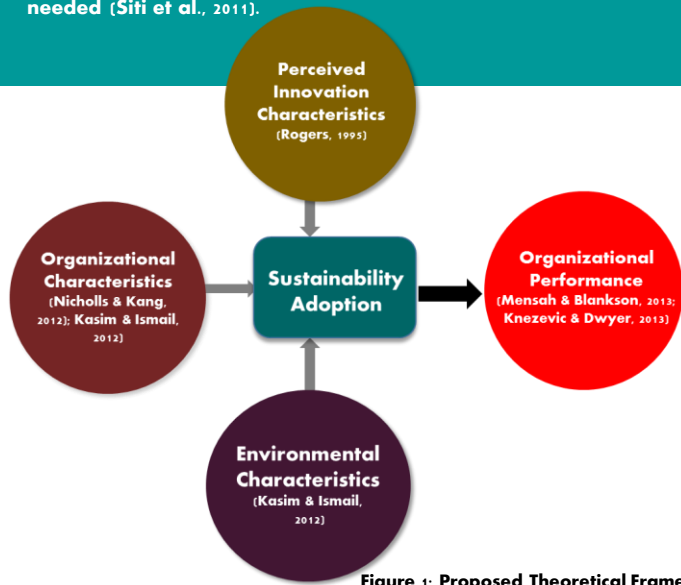 needed (Siti et al., 2011).
Perceived
Innovation
Characteristics
(Rogers, 1995)
Organizational
Characteristics
(Nicholls & Kang,
2012); Kasim & Ismail,
2012)
Sustainability
Adoption
Organizational
Performance
(Mensah & Blankson, 2013;
Knezevic & Dwyer, 2013)
Environmental
Characteristics
(Kasim & Ismail,
2012)
Figure 1: Proposed Theoretical Frame